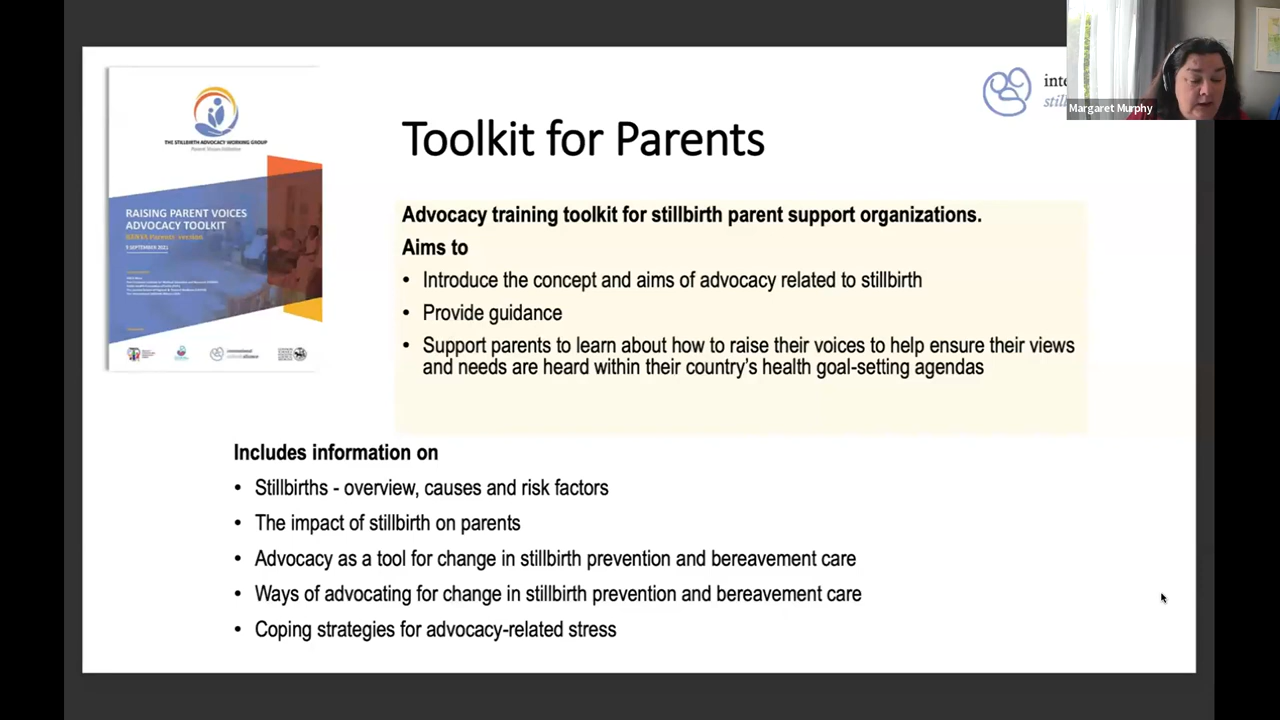 THE STILLBIRTH ADVOCACY WORKING GROUP
Parent Voices Initiative
RAISING PARENT VOICES
ADVOCACY TOOLKIT
Parents' version
Margaret Murphy
Toolkit for Parents
Advocacy training toolkit for stillbirth parent support organizations.
Aims to
• Introduce the concept and aims of advocacy related to stillbirth
• Provide guidance
• Support parents to learn about how to raise their voices to help ensure their views
and needs are heard within their country's health goal-setting agendas
Includes information on
• Stillbirths - overview, causes and risk factors
• The impact of stillbirth on parents
• Advocacy as a tool for change in stillbirth prevention and bereavement care
• Ways of advocating for change in stillbirth prevention and bereavement care
• Coping strategies for advocacy-related stress